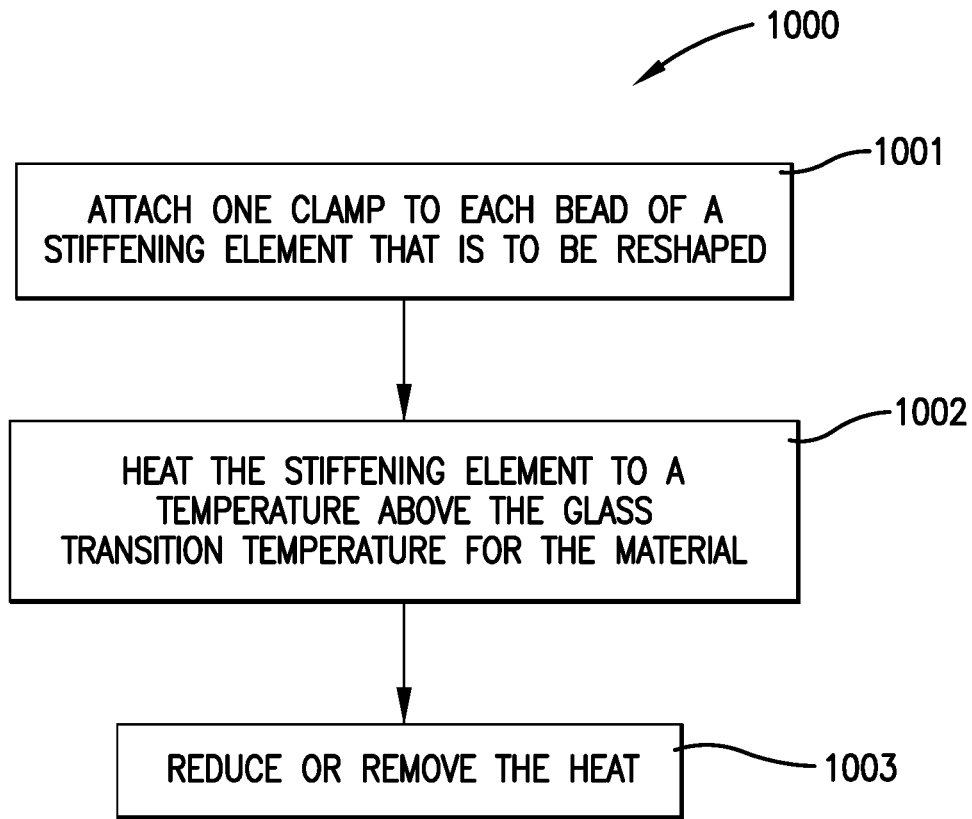 1000
1001
ATTACH ONE CLAMP TO EACH BEAD OF A
STIFFENING ELEMENT THAT IS TO BE RESHAPED
1002
HEAT THE STIFFENING ELEMENT TO A
TEMPERATURE ABOVE THE GLASS
TRANSITION TEMPERATURE FOR THE MATERIAL
REDUCE OR REMOVE THE HEAT
1003